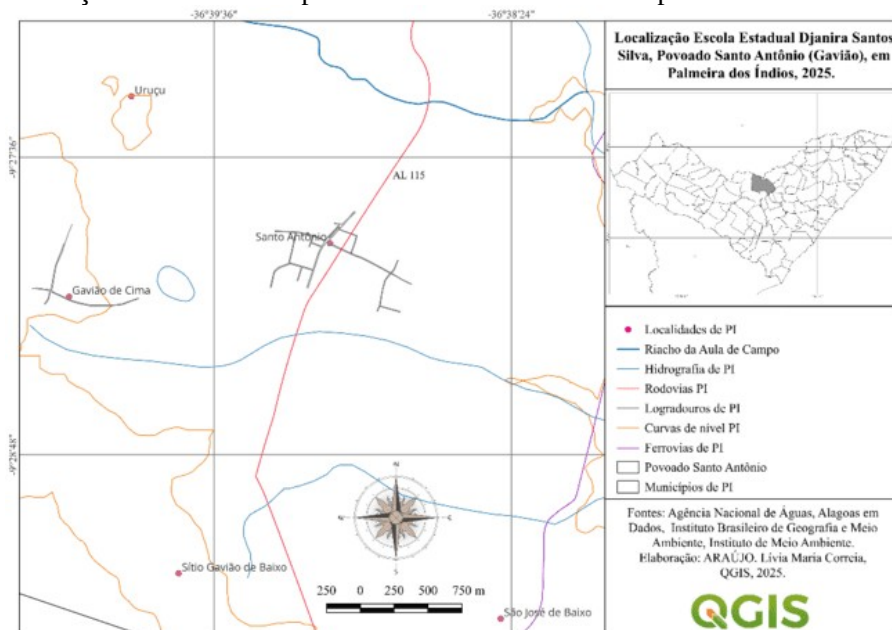 -36°39'36"
-36°38'24"
-9°27'36"
-9°28'48"
Uruçu
AL 115
Santo Antônio
Gavião de Cima
Sítio Gavião de Baixo
São José de Baixo
250 0 250 500 750 m
Localização Escola Estadual Djanira Santos
Silva, Povoado Santo Antônio (Gavião), em
Palmeira dos Índios, 2025.
Localidades de PI
Riacho da Aula de Campo
Hidrografia de PI
Rodovias PI
Logradouros de PI
Curvas de nível PI
Ferrovias de PI
Povoado Santo Antônio
Municípios de PI
Fontes: Agência Nacional de Águas, Alagoas em
Dados, Instituto Brasileiro de Geografia e Meio
Ambiente, Instituto de Meio Ambiente.
Elaboração: ARAÚJO. Lívia Maria Correia,
QGIS, 2025.
QGIS